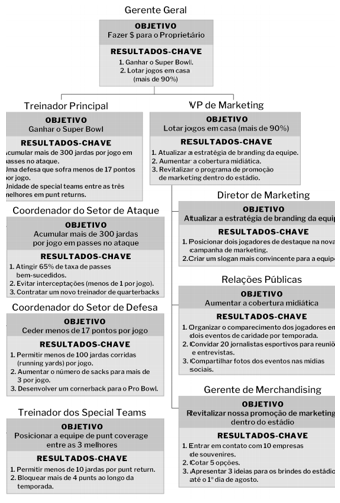 Gerente Geral
OBJETIVO
Fazer $ para o Proprietário
RESULTADOS-CHAVE
1. Ganhar o Super Bowl.
2. Lotar jogos em casa
(mais de 90%)
Treinador Principal
OBJETIVO
Ganhar o Super Bowl
RESULTADOS-CHAVE
Acumular mais de 300 jardas por jogo em
passes no ataque.
Uma defesa que sofra menos de 17 pontos
por jogo.
Unidade de special teams entre as três
melhores em punt returns.
Coordenador do Setor de Ataque
OBJETIVO
Acumular mais de 300 jardas
por jogo em passes no ataque
RESULTADOS-CHAVE
1. Atingir 65% de taxa de passes
bem-sucedidos.
2. Evitar interceptações (menos de 1 por jogo).
3. Contratar um novo treinador de quarterbacks
Coordenador do Setor de Defesa
OBJETIVO
Ceder menos de 17 pontos por jogo
RESULTADOS-CHAVE
1. Permitir menos de 100 jardas corridas
(running yards) por jogo.
2. Aumentar o número de sacks para mais de
3 por jogo.
3. Desenvolver um cornerback para o Pro Bowl.
Treinador dos Special Teams
OBJETIVO
Posicionar a equipe de punt coverage
entre as 3 melhores
RESULTADOS-CHAVE
1. Permitir menos de 10 jardas por punt return.
2. Bloquear mais de 4 punts ao longo da
temporada.
VP de Marketing
OBJETIVO
Lotar jogos em casa (mais de 90%)
RESULTADOS-CHAVE
1. Atualizar a estratégia de branding da equipe.
2. Aumentar a cobertura midiática.
3. Revitalizar o programa de promoção
de marketing dentro do estádio.
Diretor de Marketing
OBJETIVO
Atualizar a estratégia de branding da equip
RESULTADOS-CHAVE
1. Posicionar dois jogadores de destaque na nova
campanha de marketing.
2. Criar um slogan mais convincente para a equipe
Relações Públicas
OBJETIVO
Aumentar a cobertura midiática
RESULTADOS-CHAVE
1. Organizar o comparecimento dos jogadores em
dois eventos de caridade por temporada.
2. Convidar 20 jornalistas esportivos para reuniõ
e entrevistas.
3. Compartilhar fotos dos eventos nas mídias
sociais.
Gerente de Merchandising
OBJETIVO
Revitalizar nossa promoção de marketing
dentro do estádio
RESULTADOS-CHAVE
1. Entrar em contato com 10 empresas
de souvenires.
2. Cotar 5 opções.
3. Apresentar 3 ideias para os brindes do estádio
até o 1° dia de agosto.